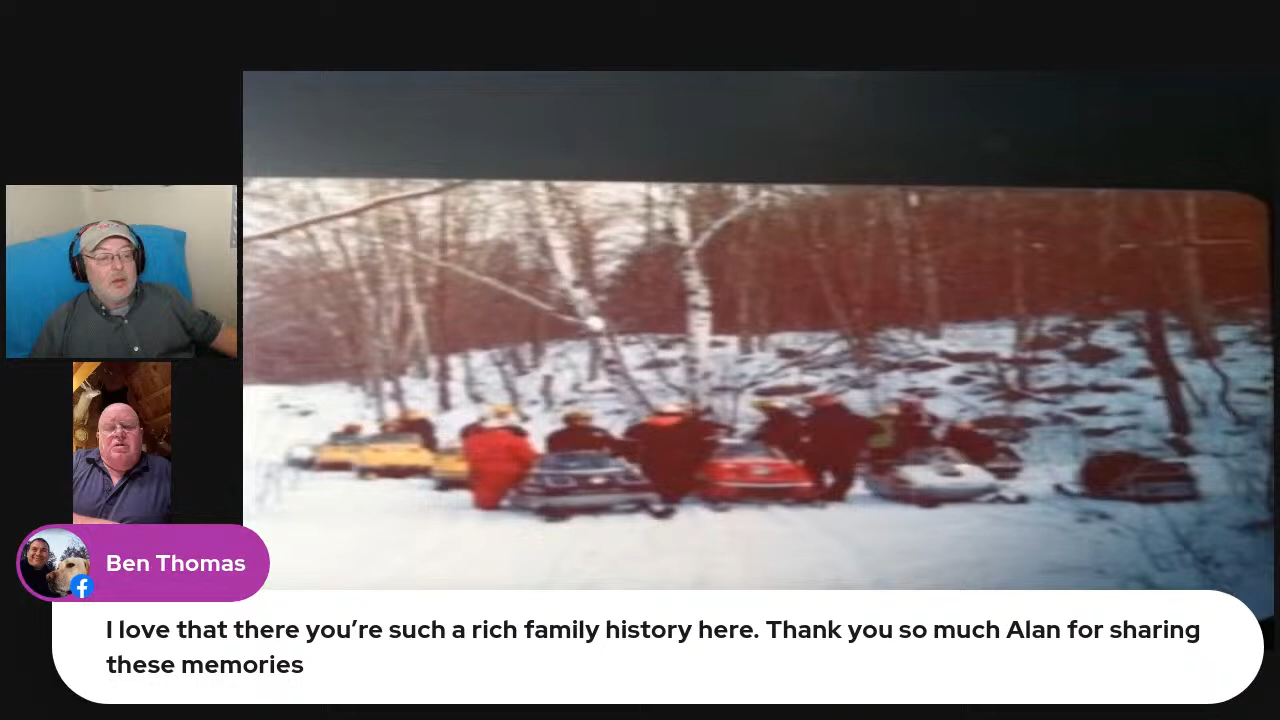 Ben Thomas
I love that there you’re such a rich family history here. Thank you so much Alan for sharing
these memories